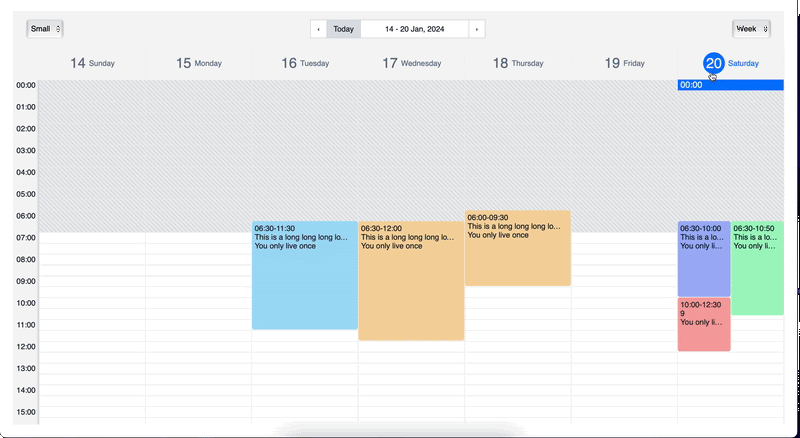 Small
‹ Today 14 - 20 Jan, 2024 ›
Week
14 Sunday
15 Monday
16 Tuesday
17 Wednesday
18 Thursday
19 Friday
20 Saturday
00:00
00:00
01:00
02:00
03:00
04:00
05:00
06:00
07:00
08:00
09:00
10:00
11:00
12:00
13:00
14:00
15:00
06:30-11:30
This is a long long long lo...
You only live once
06:30-12:00
This is a long long long lo...
You only live once
06:00-09:30
This is a long long long lo...
You only live once
06:30-10:00
This is a lo...
You only li...
06:30-10:50
This is a lo...
You only li...
10:00-12:30
9
You only li...